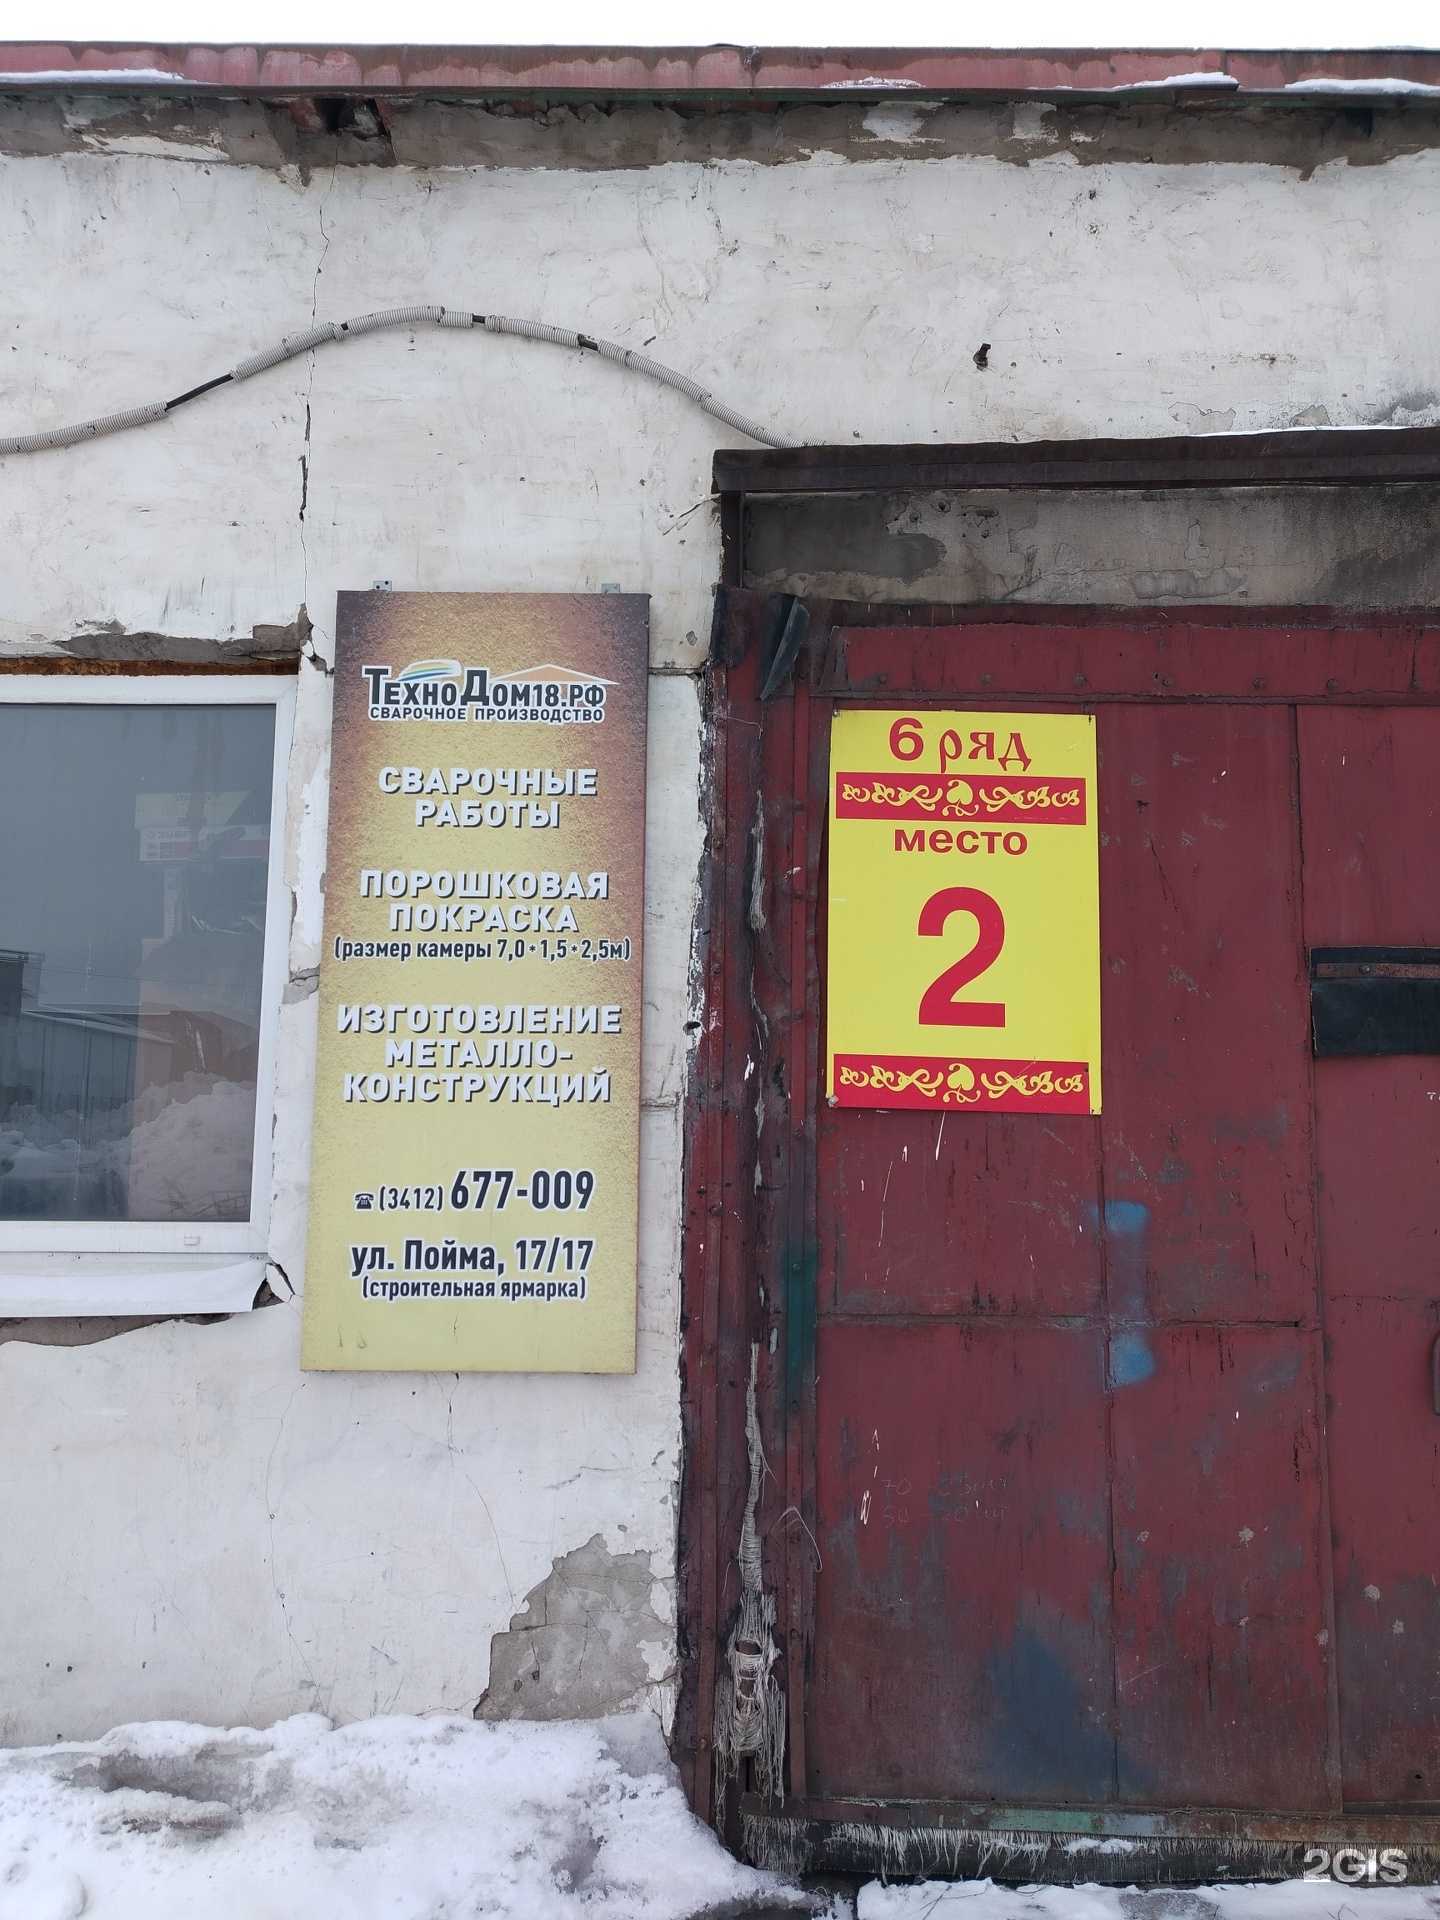 ТехноДом18.рф
СВАРОЧНОЕ ПРОИЗВОДСТВО
СВАРОЧНЫЕ
РАБОТЫ
ПОРОШКОВАЯ
ПОКРАСКА
(размер камеры 7,0*1,5*2,5м)
ИЗГОТОВЛЕНИЕ
МЕТАЛЛО-
КОНСТРУКЦИЙ
☎(3412) 677-009
ул. Пойма, 17/17
(строительная ярмарка)
6 ряд
место
2
2GIS